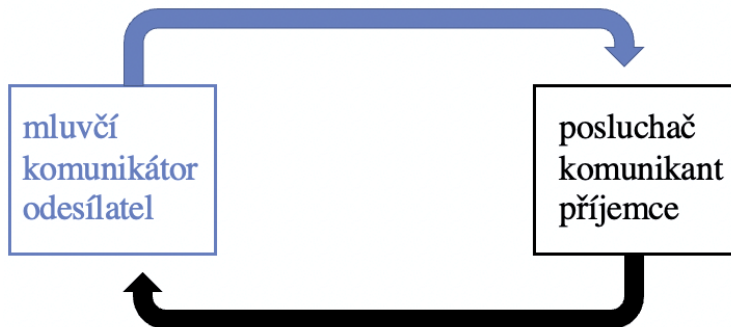 mluvčí
komunikátor
odesílatel
posluchač
komunikant
příjemce